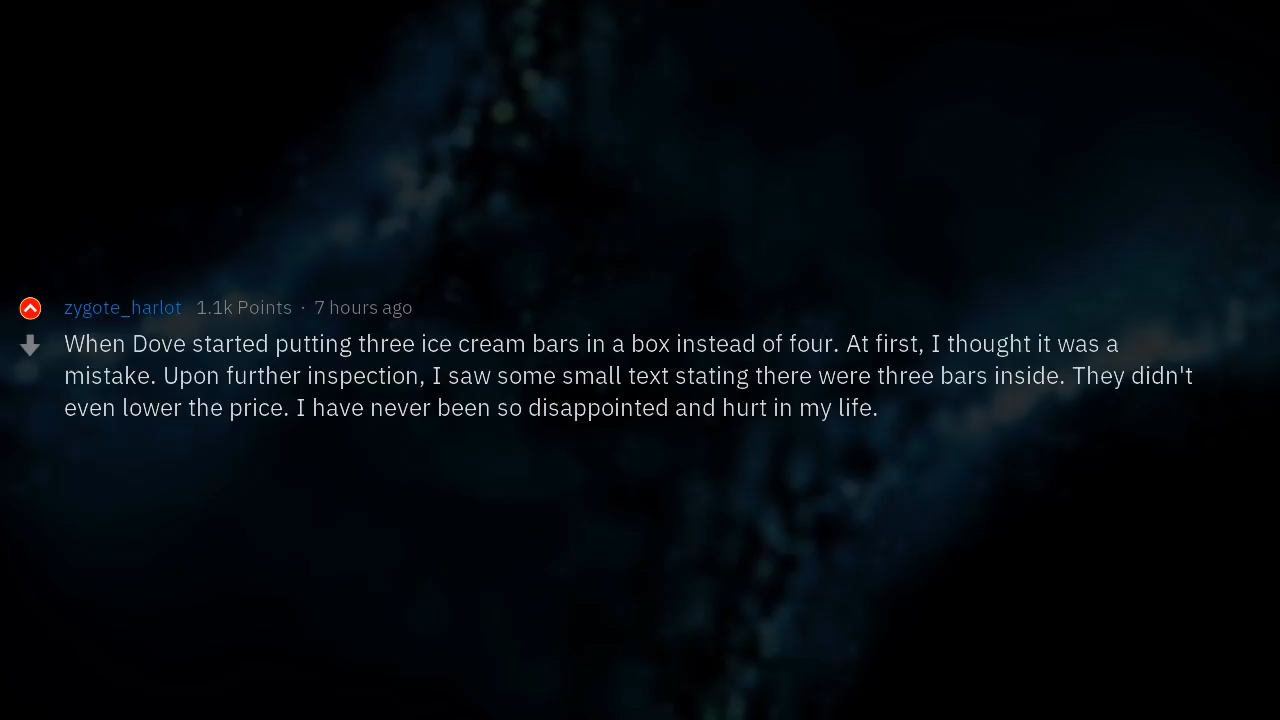 zygote_harlot 1.1k Points · 7 hours ago
When Dove started putting three ice cream bars in a box instead of four. At first, I thought it was a
mistake. Upon further inspection, I saw some small text stating there were three bars inside. They didn't
even lower the price. I have never been so disappointed and hurt in my life.